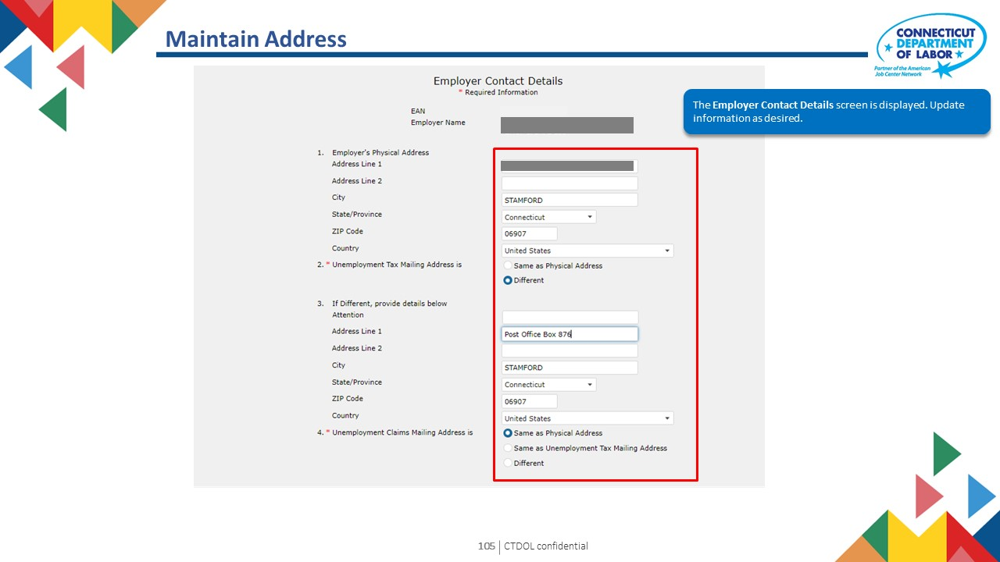 Maintain Address
CONNECTICUT
DEPARTMENT
OF LABOR
Partner of the American
Job Center Network
Employer Contact Details
* Required Information
The Employer Contact Details screen is displayed. Update
information as desired.
EAN
Employer Name
1. Employer's Physical Address
Address Line 1
Address Line 2
City STAMFORD
State/Province Connecticut
ZIP Code 06907
Country United States
2. * Unemployment Tax Mailing Address is Same as Physical Address
Different
3. If Different, provide details below
Attention
Address Line 1 Post Office Box 876
Address Line 2
City STAMFORD
State/Province Connecticut
ZIP Code 06907
Country United States
4. * Unemployment Claims Mailing Address is Same as Physical Address
Same as Unemployment Tax Mailing Address
Different
105 CTDOL confidential